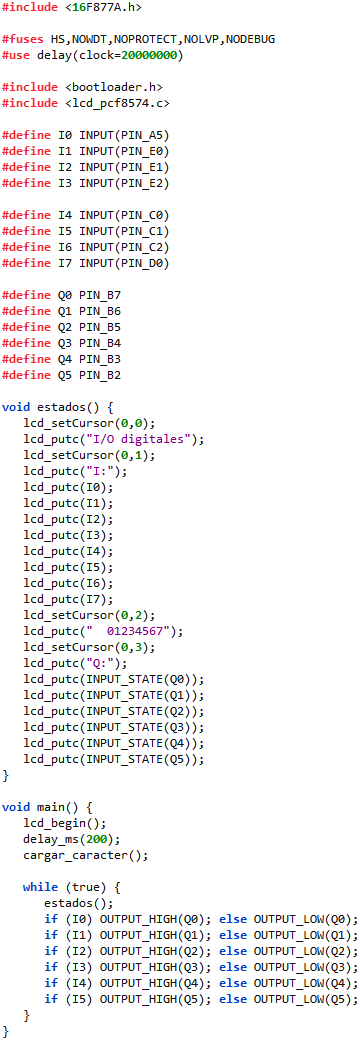 #include <16F877A.h>

#fuses HS,NOWDT,NOPROTECT,NOLVP,NODEBUG
#use delay(clock=20000000)

#include <bootloader.h>
#include <lcd_pcf8574.c>

#define I0 INPUT(PIN_A5)
#define I1 INPUT(PIN_E0)
#define I2 INPUT(PIN_E1)
#define I3 INPUT(PIN_E2)

#define I4 INPUT(PIN_C0)
#define I5 INPUT(PIN_C1)
#define I6 INPUT(PIN_C2)
#define I7 INPUT(PIN_D0)

#define Q0 PIN_B7
#define Q1 PIN_B6
#define Q2 PIN_B5
#define Q3 PIN_B4
#define Q4 PIN_B3
#define Q5 PIN_B2

void estados() {
   lcd_setCursor(0,0);
   lcd_putc("I/O digitales");
   lcd_setCursor(0,1);
   lcd_putc("I:");
   lcd_putc(I0);
   lcd_putc(I1);
   lcd_putc(I2);
   lcd_putc(I3);
   lcd_putc(I4);
   lcd_putc(I5);
   lcd_putc(I6);
   lcd_putc(I7);
   lcd_setCursor(0,2);
   lcd_putc("  01234567");
   lcd_setCursor(0,3);
   lcd_putc("Q:");
   lcd_putc(INPUT_STATE(Q0));
   lcd_putc(INPUT_STATE(Q1));
   lcd_putc(INPUT_STATE(Q2));
   lcd_putc(INPUT_STATE(Q3));
   lcd_putc(INPUT_STATE(Q4));
   lcd_putc(INPUT_STATE(Q5));
}

void main() {
   lcd_begin();
   delay_ms(200);
   cargar_caracter();

   while (true) {
      estados();
      if (I0) OUTPUT_HIGH(Q0); else OUTPUT_LOW(Q0);
      if (I1) OUTPUT_HIGH(Q1); else OUTPUT_LOW(Q1);
      if (I2) OUTPUT_HIGH(Q2); else OUTPUT_LOW(Q2);
      if (I3) OUTPUT_HIGH(Q3); else OUTPUT_LOW(Q3);
      if (I4) OUTPUT_HIGH(Q4); else OUTPUT_LOW(Q4);
      if (I5) OUTPUT_HIGH(Q5); else OUTPUT_LOW(Q5);
   }
}